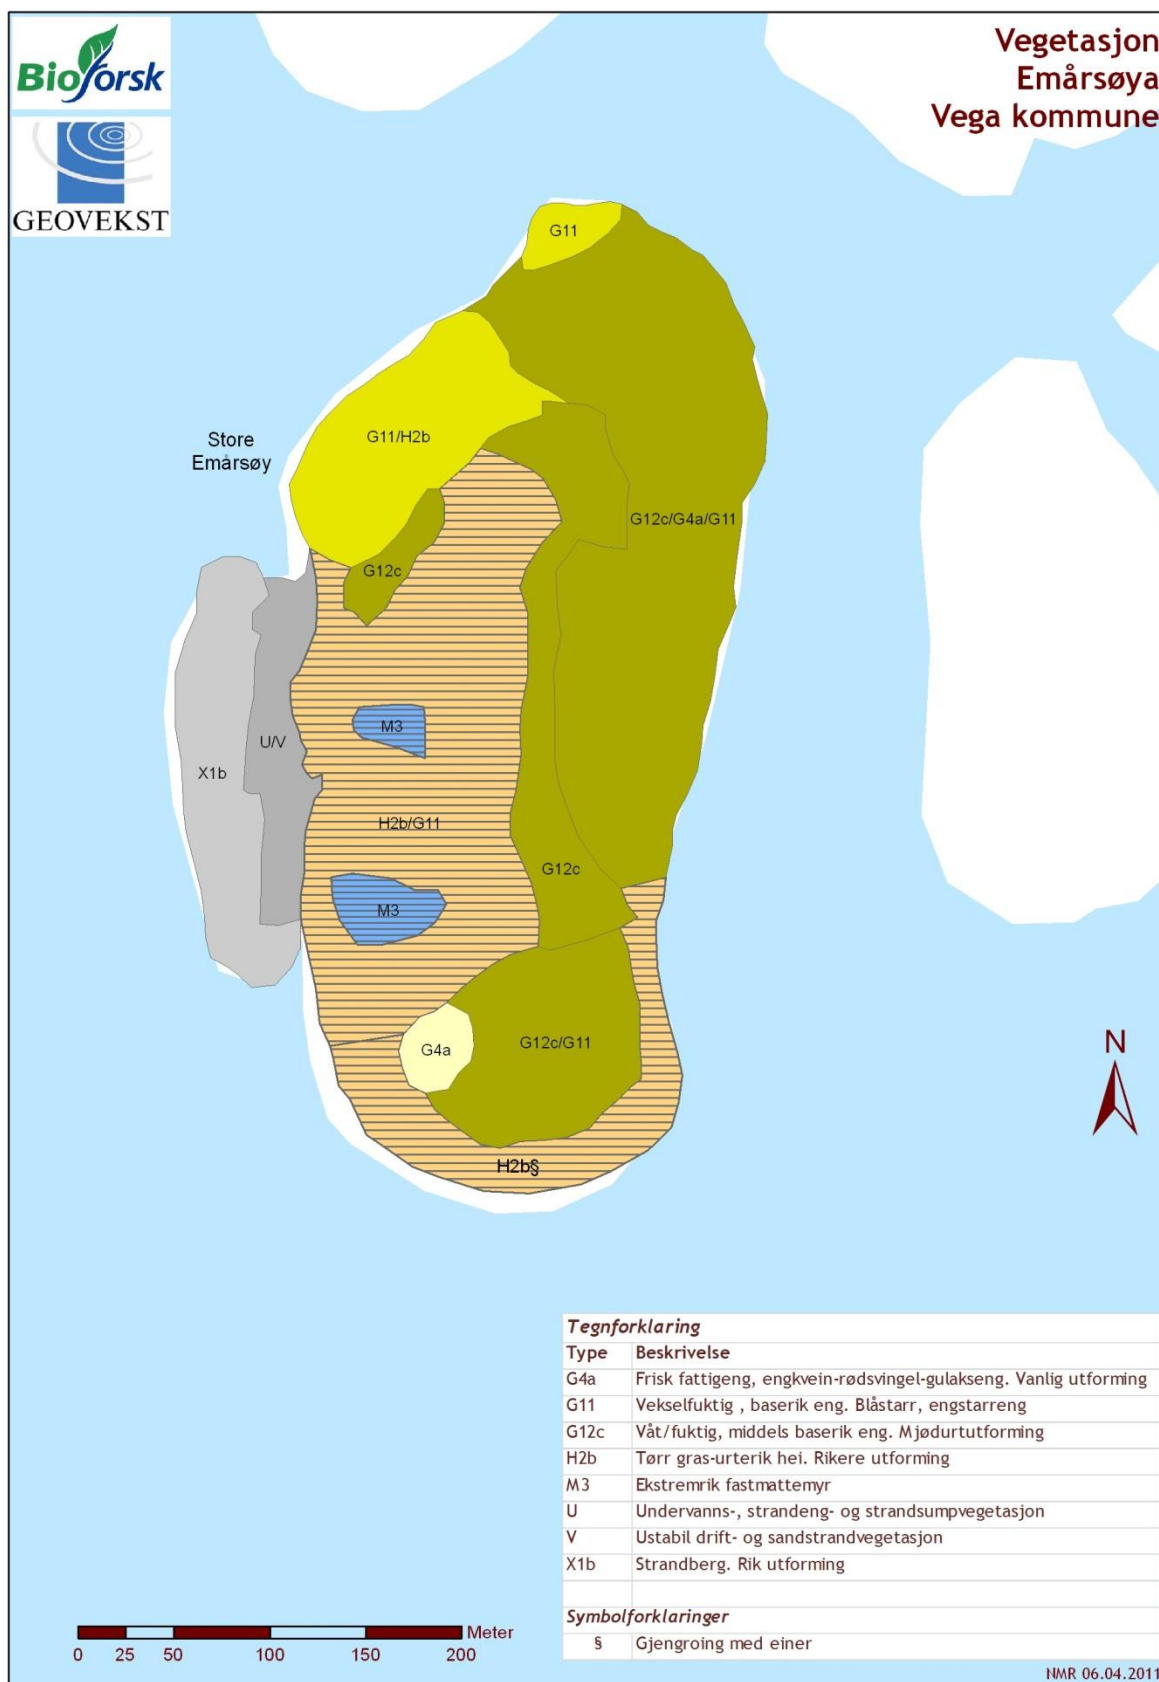 Bioforsk
GEOVEKST
Vegetasjon
Emårsøya
Vega kommune
G11
G11/H2b
Store
Emårsøy
G12c/G4a/G11
G12c
M3
U/V
X1b
H2b/G11
G12c
M3
G4a
G12c/G11
H2b§
N
Tegnforklaring
Type Beskrivelse
G4a Frisk fattigeng, engkvein-rødsvingel-gulakseng. Vanlig utforming
G11 Vekselfuktig , baserik eng. Blåstarr, engstarreng
G12c Våt/fuktig, middels baserik eng. Mjødurtutforming
H2b Tørr gras-urterik hei. Rikere utforming
M3 Ekstremrik fastmattemyr
U Undervanns-, strandeng- og strandsumpvegetasjon
V Ustabil drift- og sandstrandvegetasjon
X1b Strandberg. Rik utforming
Symbolforklaringer
§ Gjengroing med einer
Meter
0 25 50 100 150 200
NMR 06.04.2011